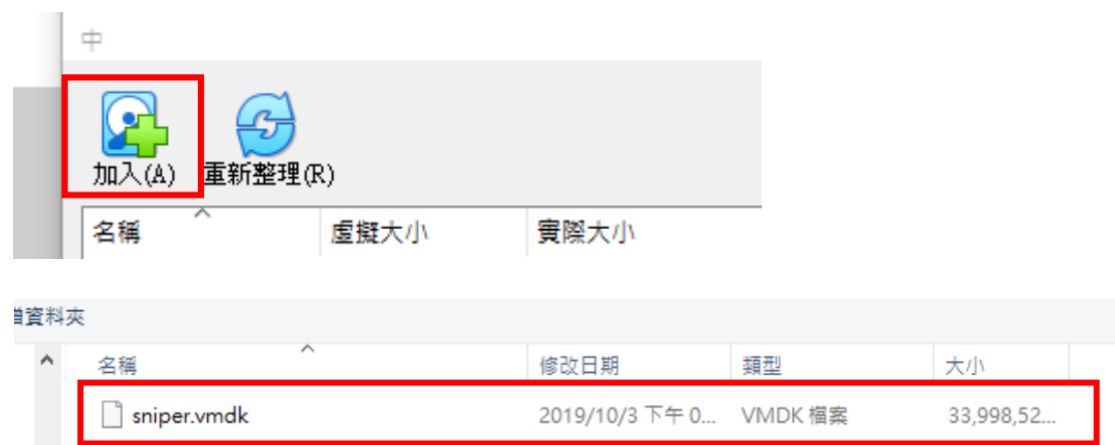 中
加入(A) 重新整理(R)
名稱 虛擬大小 實際大小
資料夾
名稱 修改日期 類型 大小
sniper.vmdk 2019/10/3 下午 0... VMDK 檔案 33,998,52...